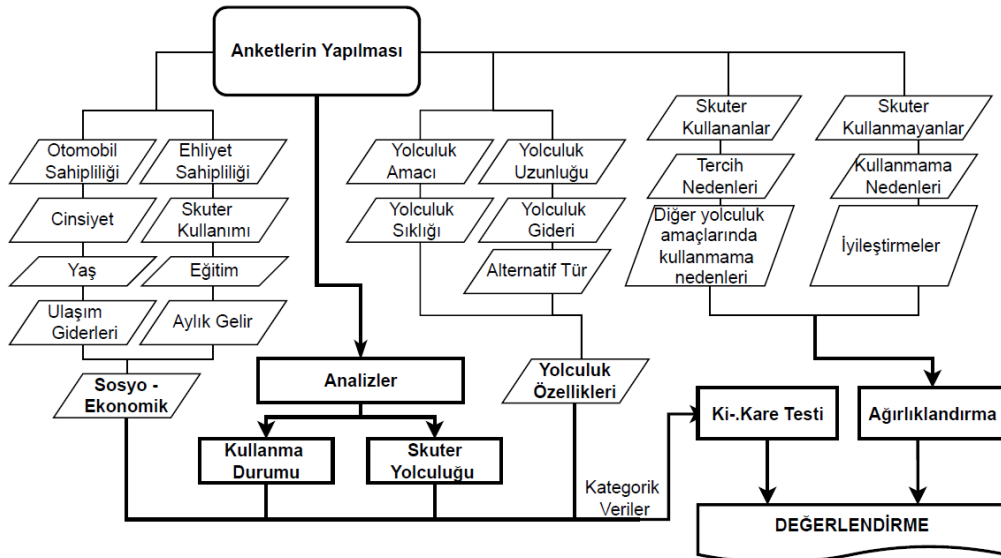 Anketlerin Yapılması
Otomobil
Sahipliliği
Ehliyet
Sahipliliği
Cinsiyet
Skuter
Kullanımı
Yaş
Eğitim
Ulaşım
Giderleri
Aylık Gelir
Sosyo -
Ekonomik
Analizler
Kullanma
Durumu
Skuter
Yolculuğu
Yolculuk
Amacı
Yolculuk
Uzunluğu
Yolculuk
Sıklığı
Yolculuk
Gideri
Alternatif Tür
Yolculuk
Özellikleri
Skuter
Kullananlar
Skuter
Kullanmayanlar
Tercih
Nedenleri
Kullanmama
Nedenleri
Diğer yolculuk
amaçlarında
kullanmama
nedenleri
İyileştirmeler
Kategorik
Veriler
Ki-.Kare Testi
Ağırlıklandırma
DEĞERLENDİRME